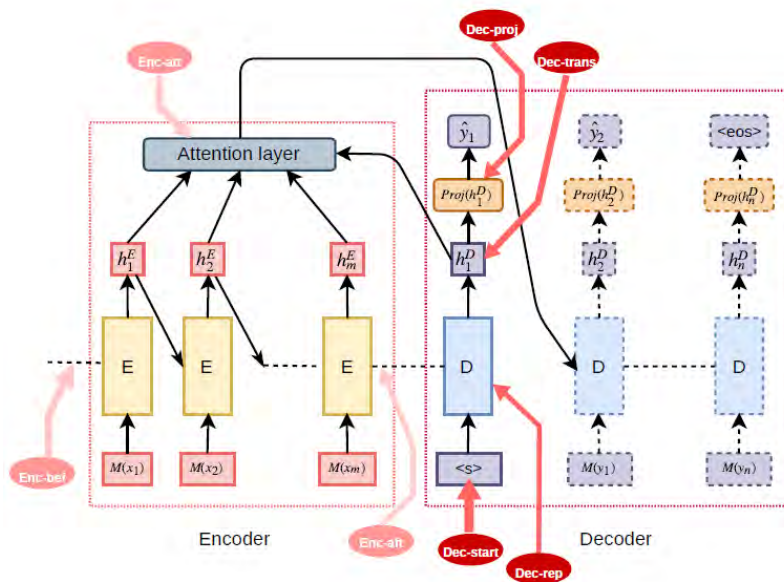 Dec-proj
Enc-att
Dec-trans
Attention layer
ŷ₁
ŷ₂
<eos>
Proj(h₁ᴰ)
Proj(h₂ᴰ)
Proj(hₙᴰ)
h₁ᴱ
h₂ᴱ
hₘᴱ
h₁ᴰ
h₂ᴰ
hₙᴰ
E
E
E
D
D
D
M(x₁)
M(x₂)
M(xₘ)
<s>
M(y₁)
M(yₙ)
Enc-bef
Encoder
Enc-aft
Dec-start
Dec-rep
Decoder